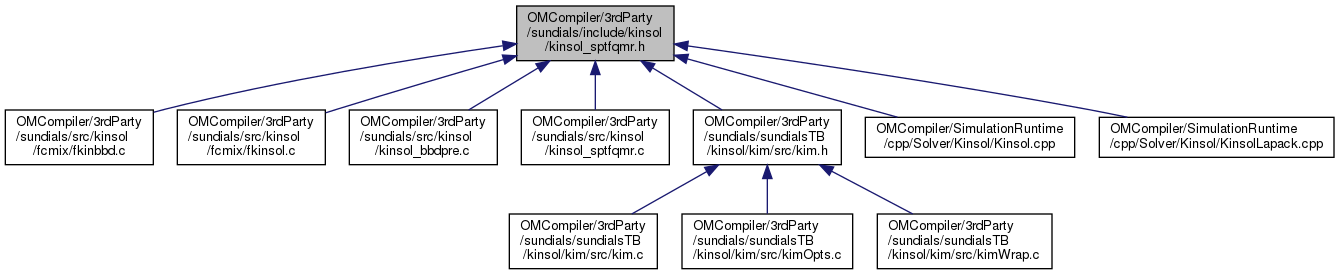 OMCompiler/3rdParty
/sundials/include/kinsol
/kinsol_sptfqmr.h
OMCompiler/3rdParty
/sundials/src/kinsol
/fcmix/fkinbbd.c
OMCompiler/3rdParty
/sundials/src/kinsol
/fcmix/fkinsol.c
OMCompiler/3rdParty
/sundials/src/kinsol
/kinsol_bbdpre.c
OMCompiler/3rdParty
/sundials/src/kinsol
/kinsol_sptfqmr.c
OMCompiler/3rdParty
/sundials/sundialsTB
/kinsol/kim/src/kim.h
OMCompiler/SimulationRuntime
/cpp/Solver/Kinsol/Kinsol.cpp
OMCompiler/SimulationRuntime
/cpp/Solver/Kinsol/KinsolLapack.cpp
OMCompiler/3rdParty
/sundials/sundialsTB
/kinsol/kim/src/kim.c
OMCompiler/3rdParty
/sundials/sundialsTB
/kinsol/kim/src/kimOpts.c
OMCompiler/3rdParty
/sundials/sundialsTB
/kinsol/kim/src/kimWrap.c